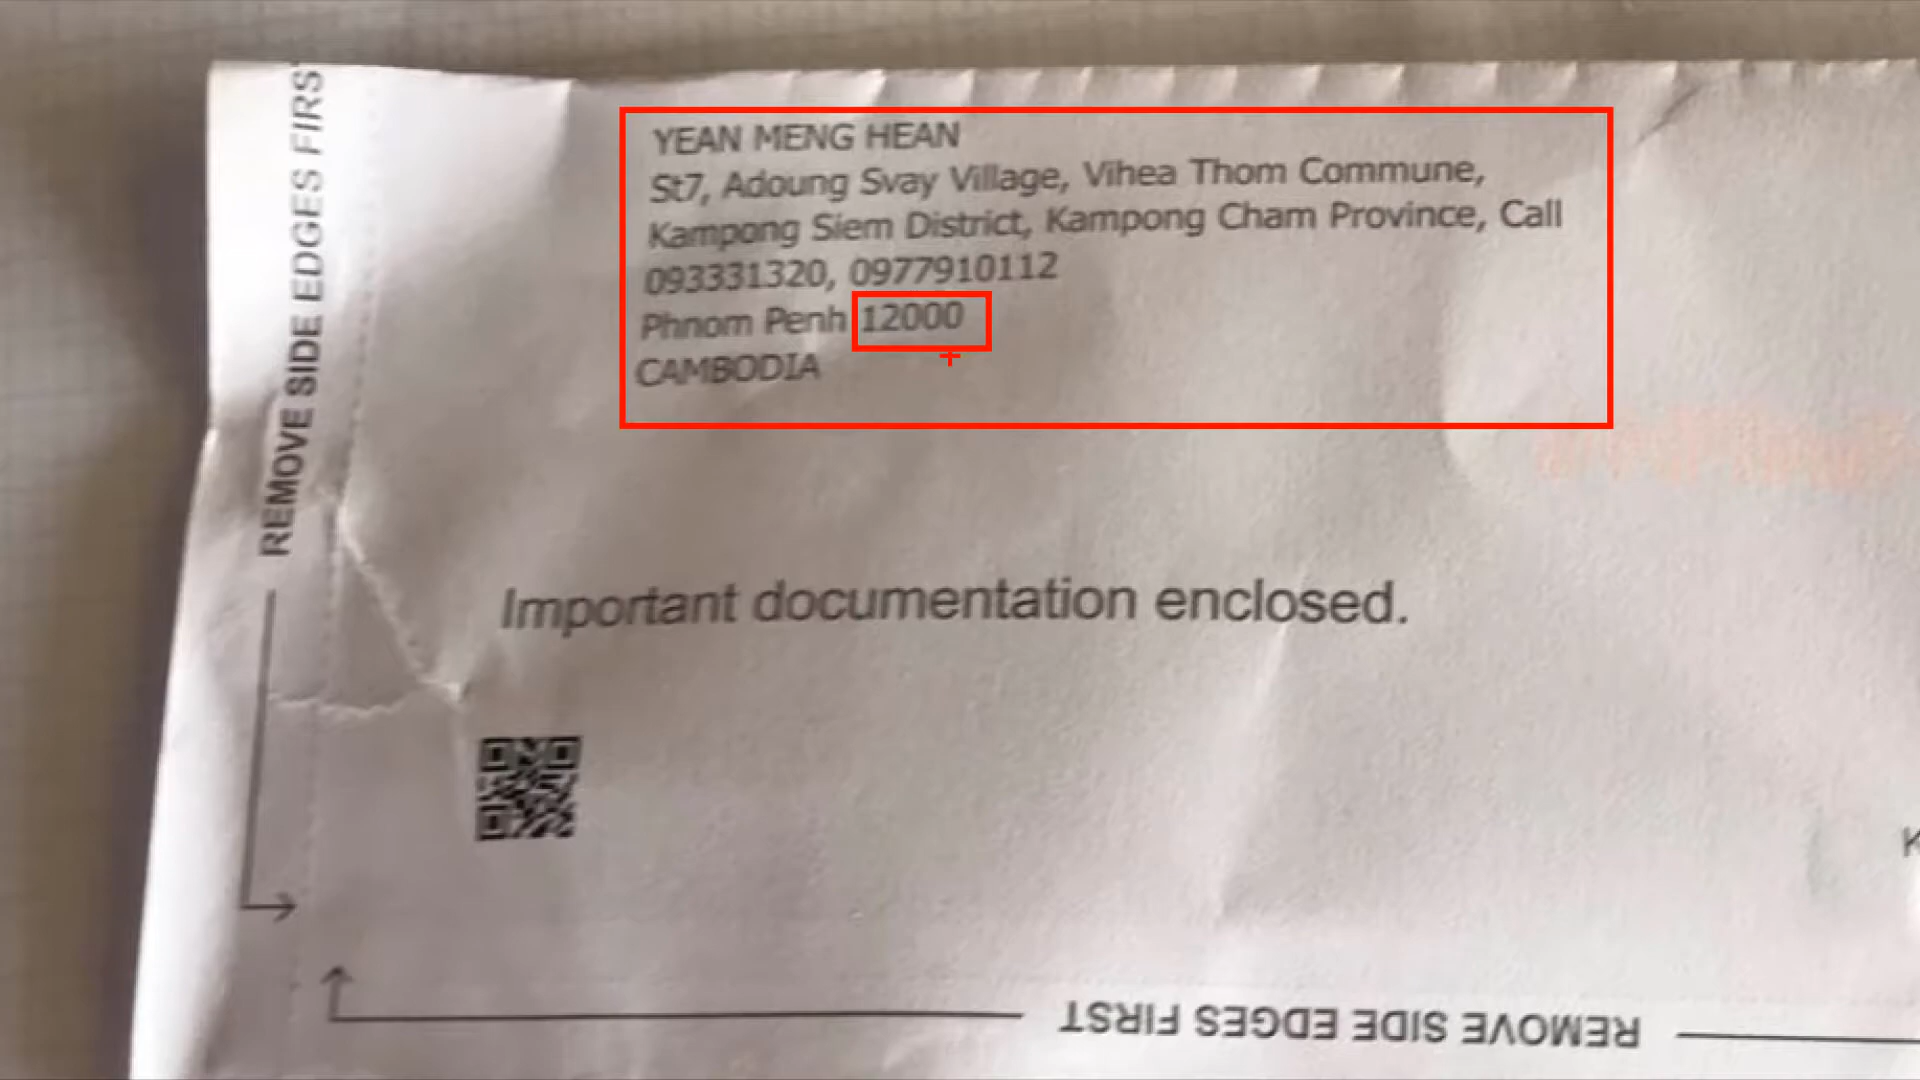 REMOVE SIDE EDGES FIRST
YEAN MENG HEAN
St7, Adoung Svay Village, Vihea Thom Commune,
Kampong Siem District, Kampong Cham Province, Call
093331320, 0977910112
Phnom Penh 12000
CAMBODIA
Important documentation enclosed.
K
REMOVE SIDE EDGES FIRST